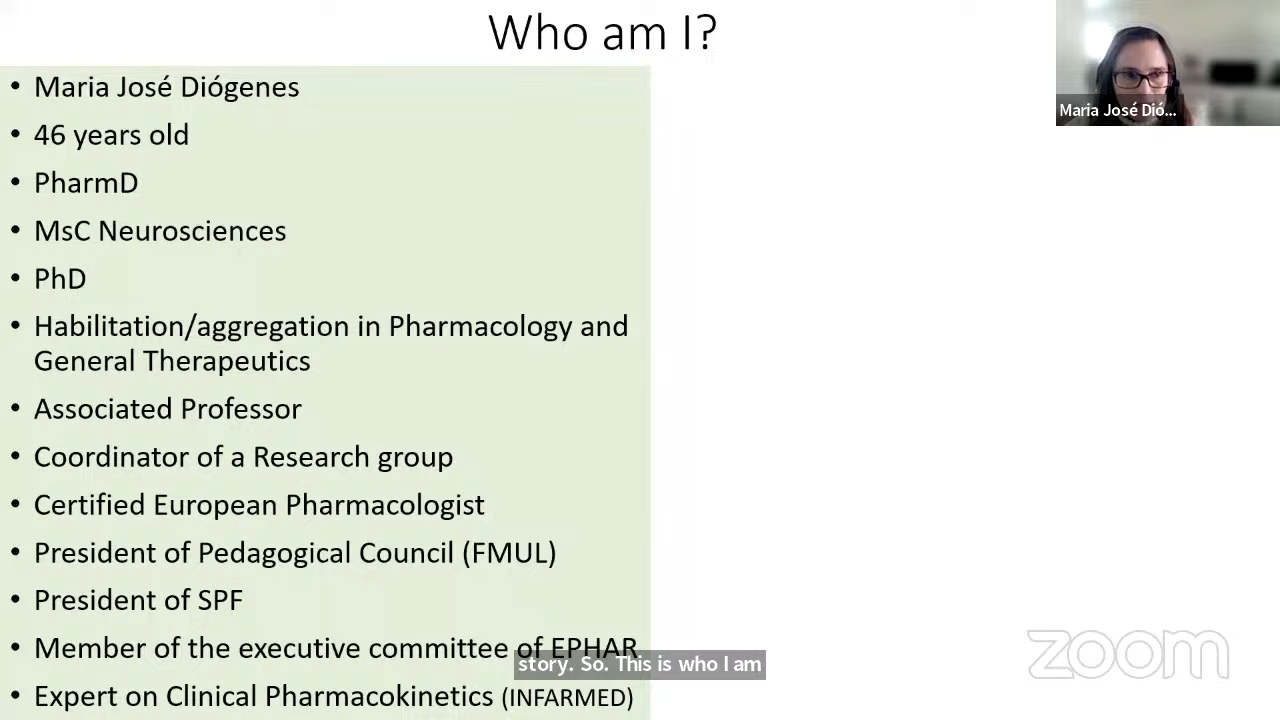 Who am I?
• Maria José Diógenes
• 46 years old
• PharmD
• MsC Neurosciences
• PhD
• Habilitation/aggregation in Pharmacology and
General Therapeutics
• Associated Professor
• Coordinator of a Research group
• Certified European Pharmacologist
• President of Pedagogical Council (FMUL)
• President of SPF
• Member of the executive committee of EPHAR
• Expert on Clinical Pharmacokinetics (INFARMED)
Maria José Dió...
story. So. This is who I am
zoom